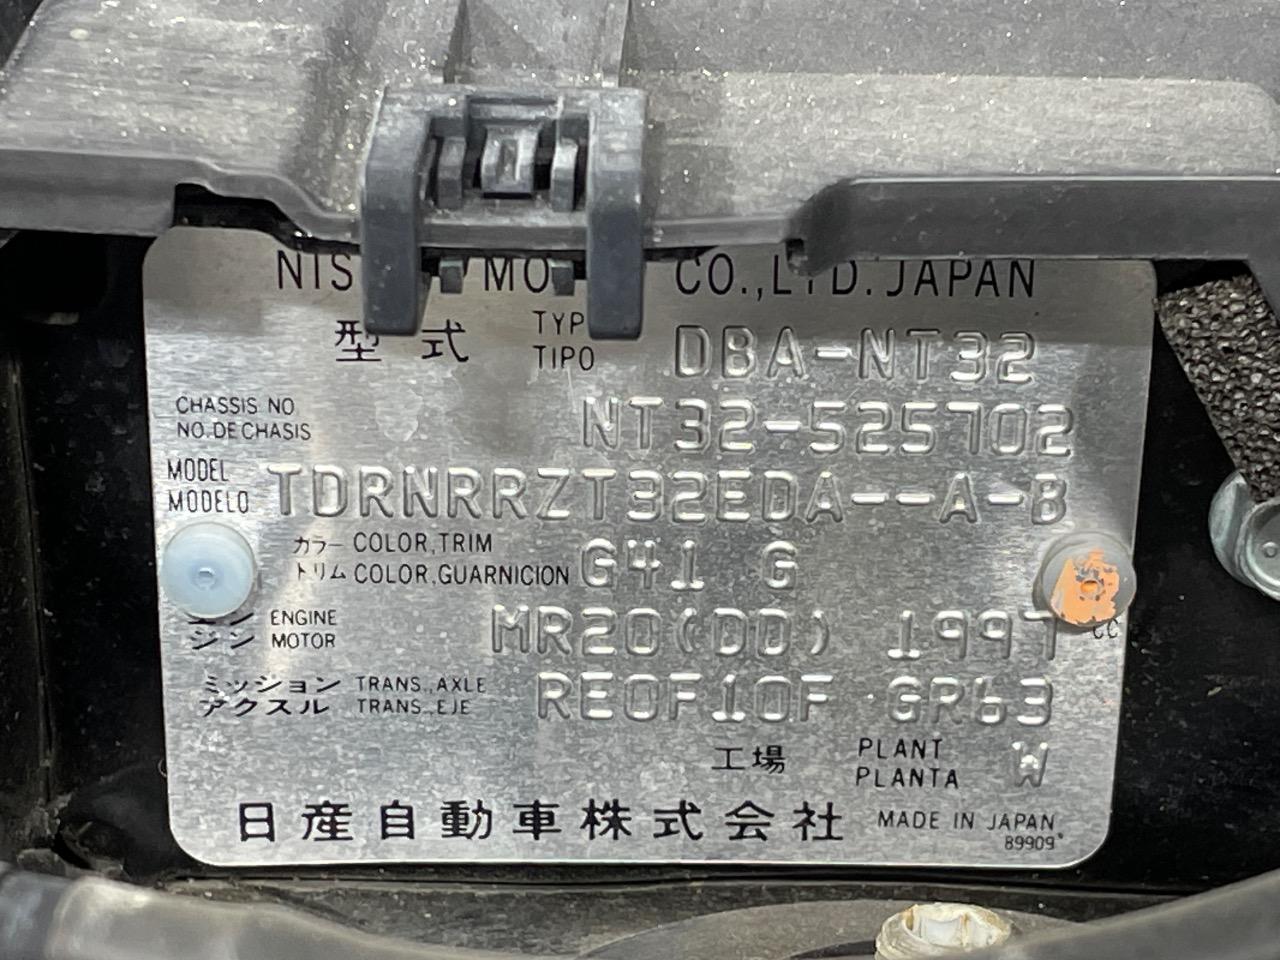 NIS MO CO.,LTD. JAPAN
型 式 TYP TIPO DBA-NT32
CHASSIS NO NO.DE CHASIS NT32-525702
MODEL MODELO TDRNRRZT32EDA--A-B
カラー COLOR,TRIM トリム COLOR,GUARNICION G41 G
ンジン ENGINE MOTOR MR20(DD) 1997 CC
ミッション TRANS.,AXLE アクスル TRANS.,EJE RE0F10F GR63
工場 PLANT PLANTA W
日産自動車株式会社 MADE IN JAPAN
89909